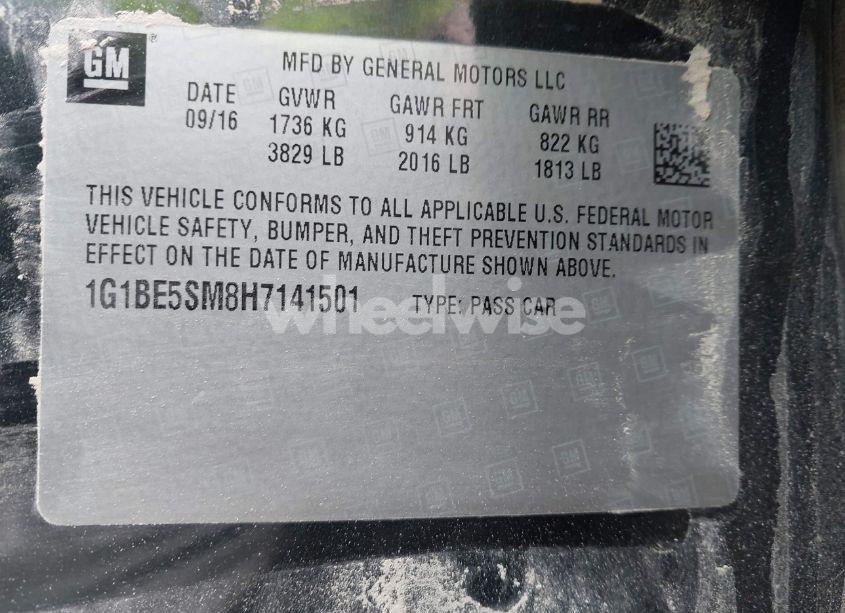 GM®
MFD BY GENERAL MOTORS LLC
DATE GVWR GAWR FRT GAWR RR
09/16 1736 KG 914 KG 822 KG
3829 LB 2016 LB 1813 LB
THIS VEHICLE CONFORMS TO ALL APPLICABLE U.S. FEDERAL MOTOR
VEHICLE SAFETY, BUMPER, AND THEFT PREVENTION STANDARDS IN
EFFECT ON THE DATE OF MANUFACTURE SHOWN ABOVE.
1G1BE5SM8H7141501 TYPE: PASS CAR
wheelwise